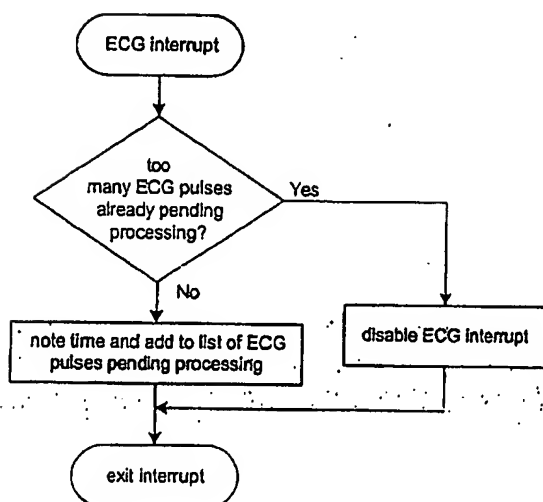 ECG interrupt
too
many ECG pulses
already pending
processing?
Yes
No
note time and add to list of ECG
pulses pending processing
disable ECG interrupt
exit interrupt